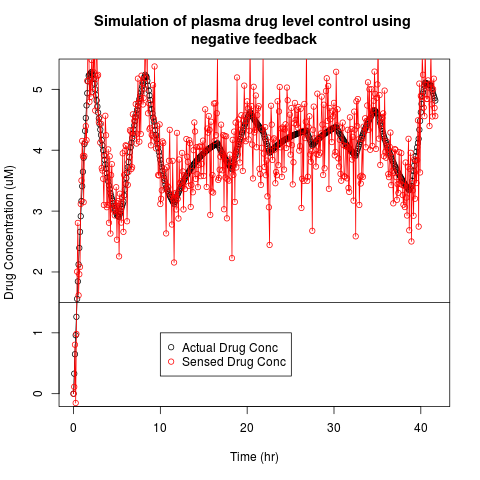 Simulation of plasma drug level control using
negative feedback
Drug Concentration (uM)
5
4
3
2
1
0
Actual Drug Conc
Sensed Drug Conc
0 10 20 30 40
Time (hr)